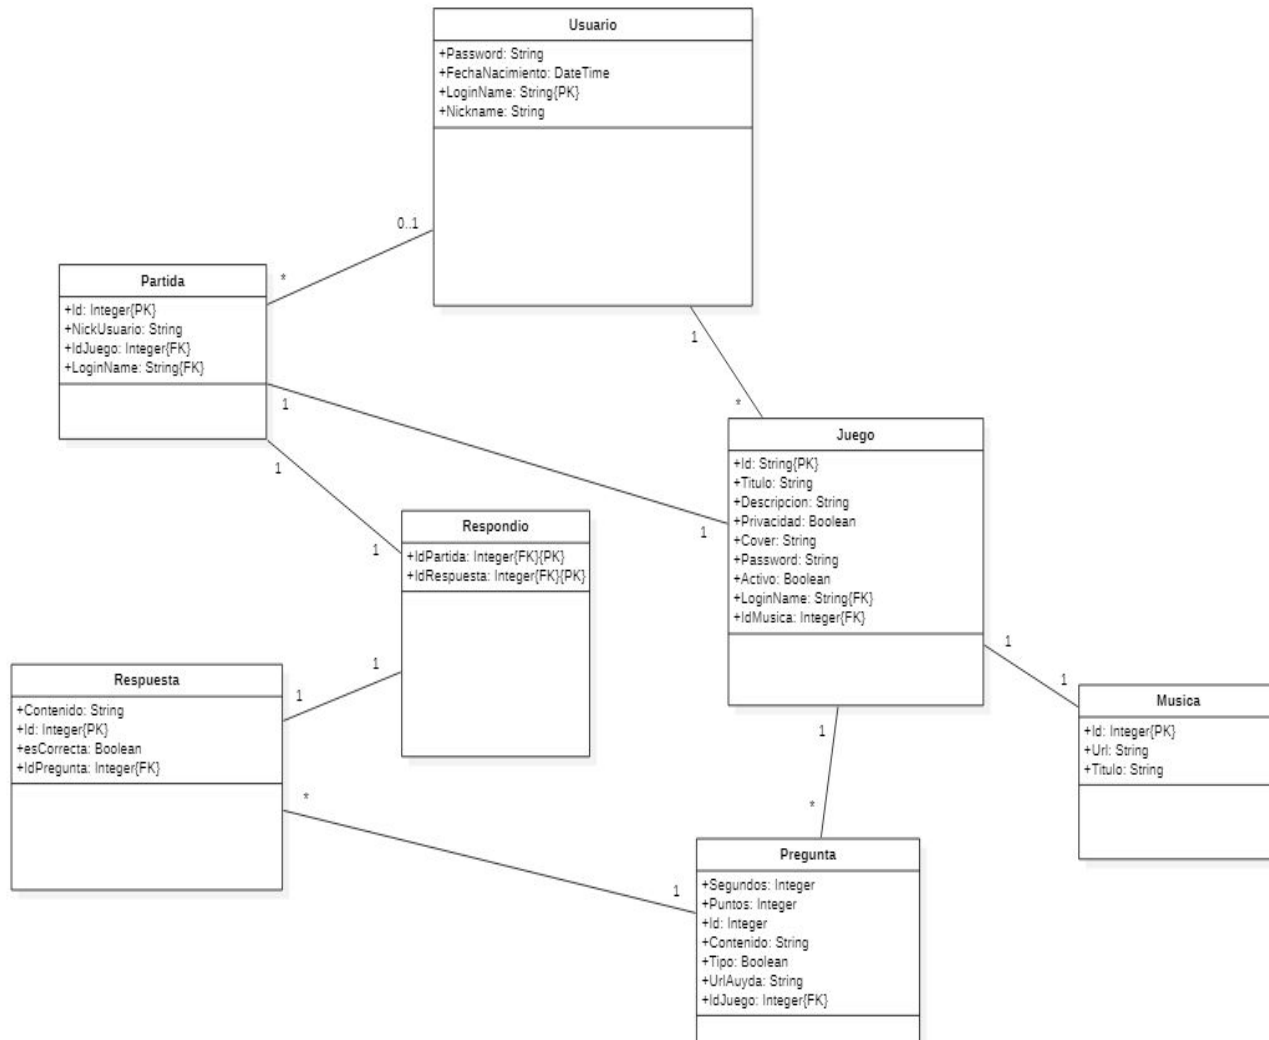 Usuario
+Password: String
+FechaNacimiento: DateTime
+LoginName: String{PK}
+Nickname: String
0..1
*
Partida
+Id: Integer{PK}
+NickUsuario: String
+IdJuego: Integer{FK}
+LoginName: String{FK}
1
*
1
1
Juego
+Id: String{PK}
+Titulo: String
+Descripcion: String
+Privacidad: Boolean
+Cover: String
+Password: String
+Activo: Boolean
+LoginName: String{FK}
+IdMusica: Integer{FK}
1
1
Respondio
+IdPartida: Integer{FK}{PK}
+IdRespuesta: Integer{FK}{PK}
1
1
Respuesta
+Contenido: String
+Id: Integer{PK}
+esCorrecta: Boolean
+IdPregunta: Integer{FK}
1
1
Musica
+Id: Integer{PK}
+Url: String
+Titulo: String
1
*
*
1
Pregunta
+Segundos: Integer
+Puntos: Integer
+Id: Integer
+Contenido: String
+Tipo: Boolean
+UrlAuyda: String
+IdJuego: Integer{FK}